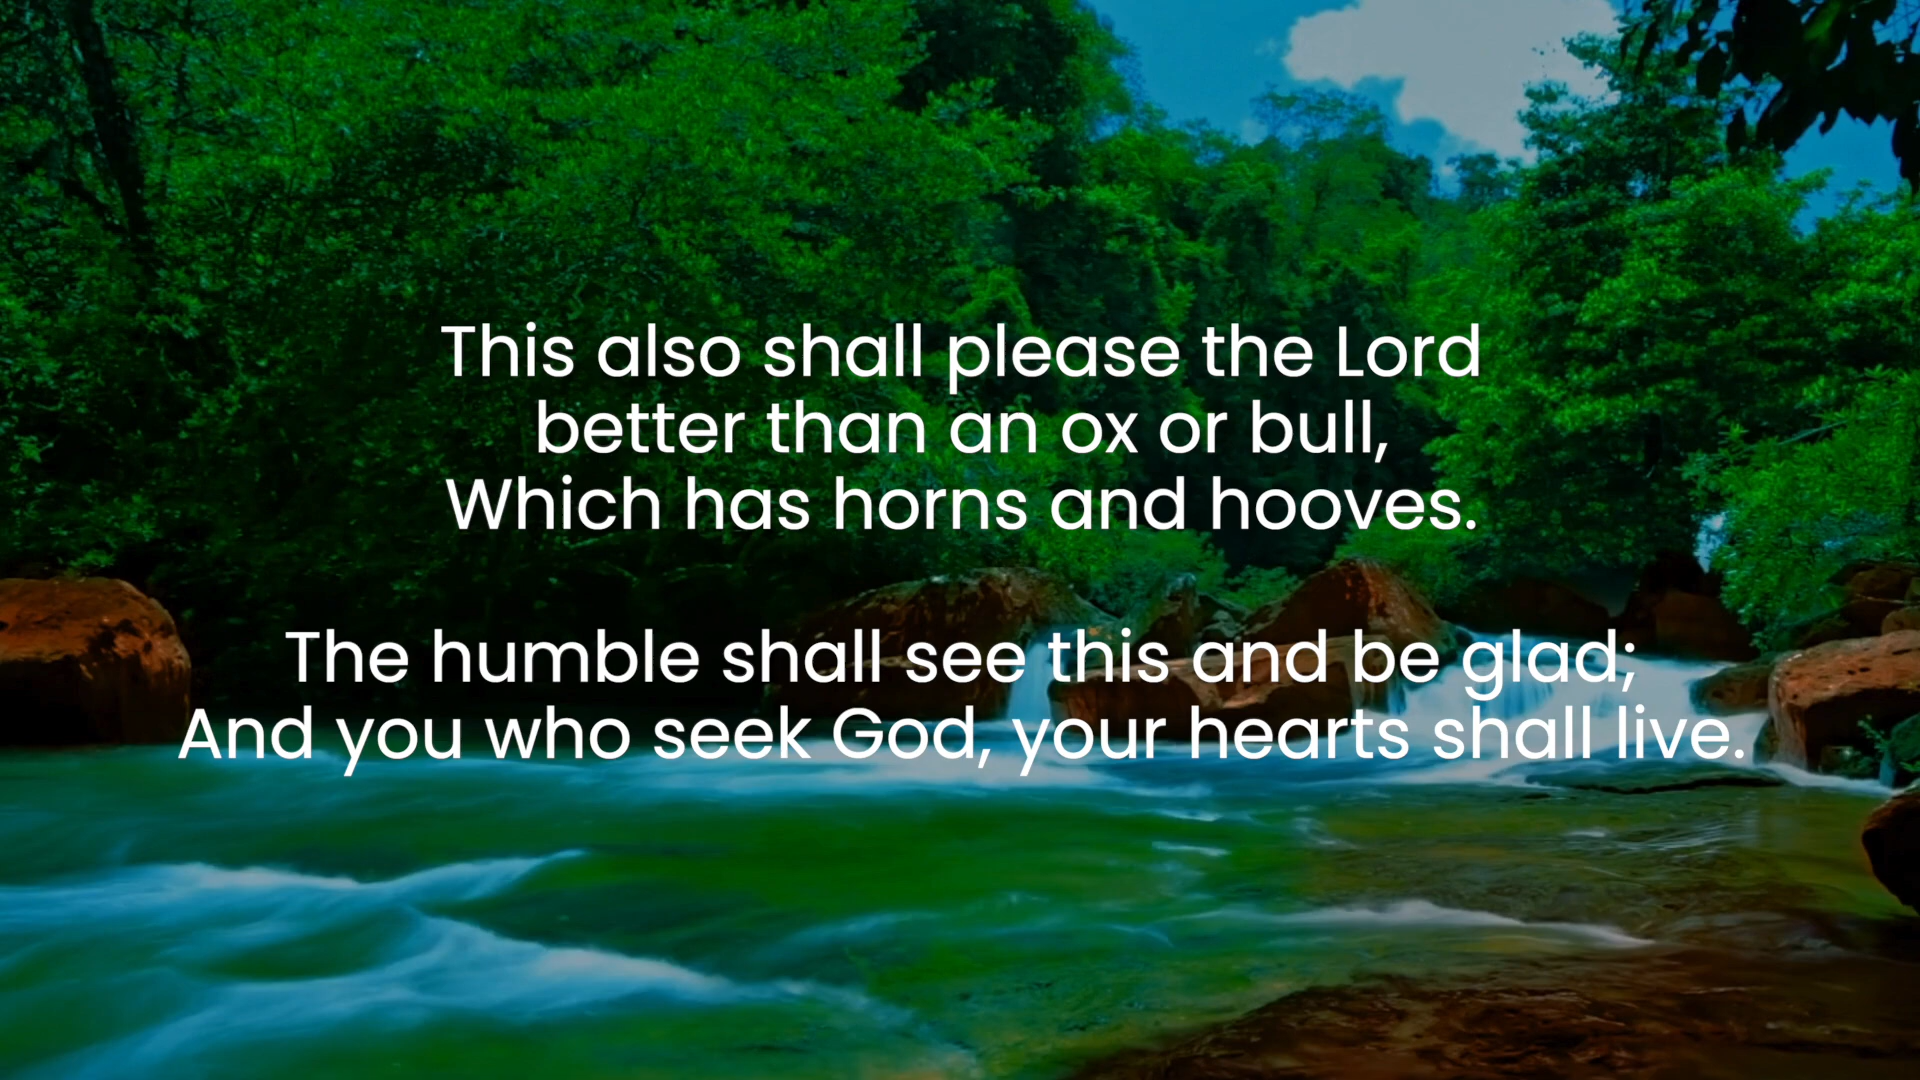 This also shall please the Lord
better than an ox or bull,
Which has horns and hooves.
The humble shall see this and be glad;
And you who seek God, your hearts shall live.